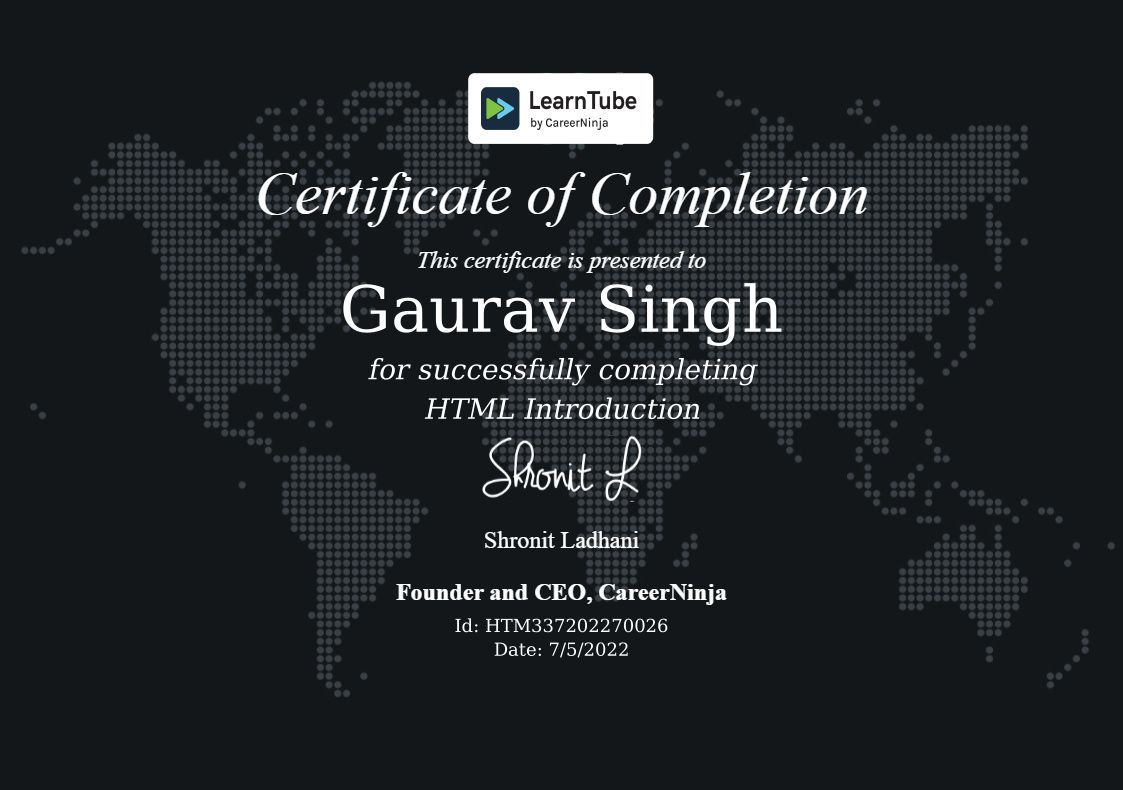 LearnTube
by CareerNinja
Certificate of Completion
This certificate is presented to
Gaurav Singh
for successfully completing
HTML Introduction
Shronit L
Shronit Ladhani
Founder and CEO, CareerNinja
Id: HTM337202270026
Date: 7/5/2022